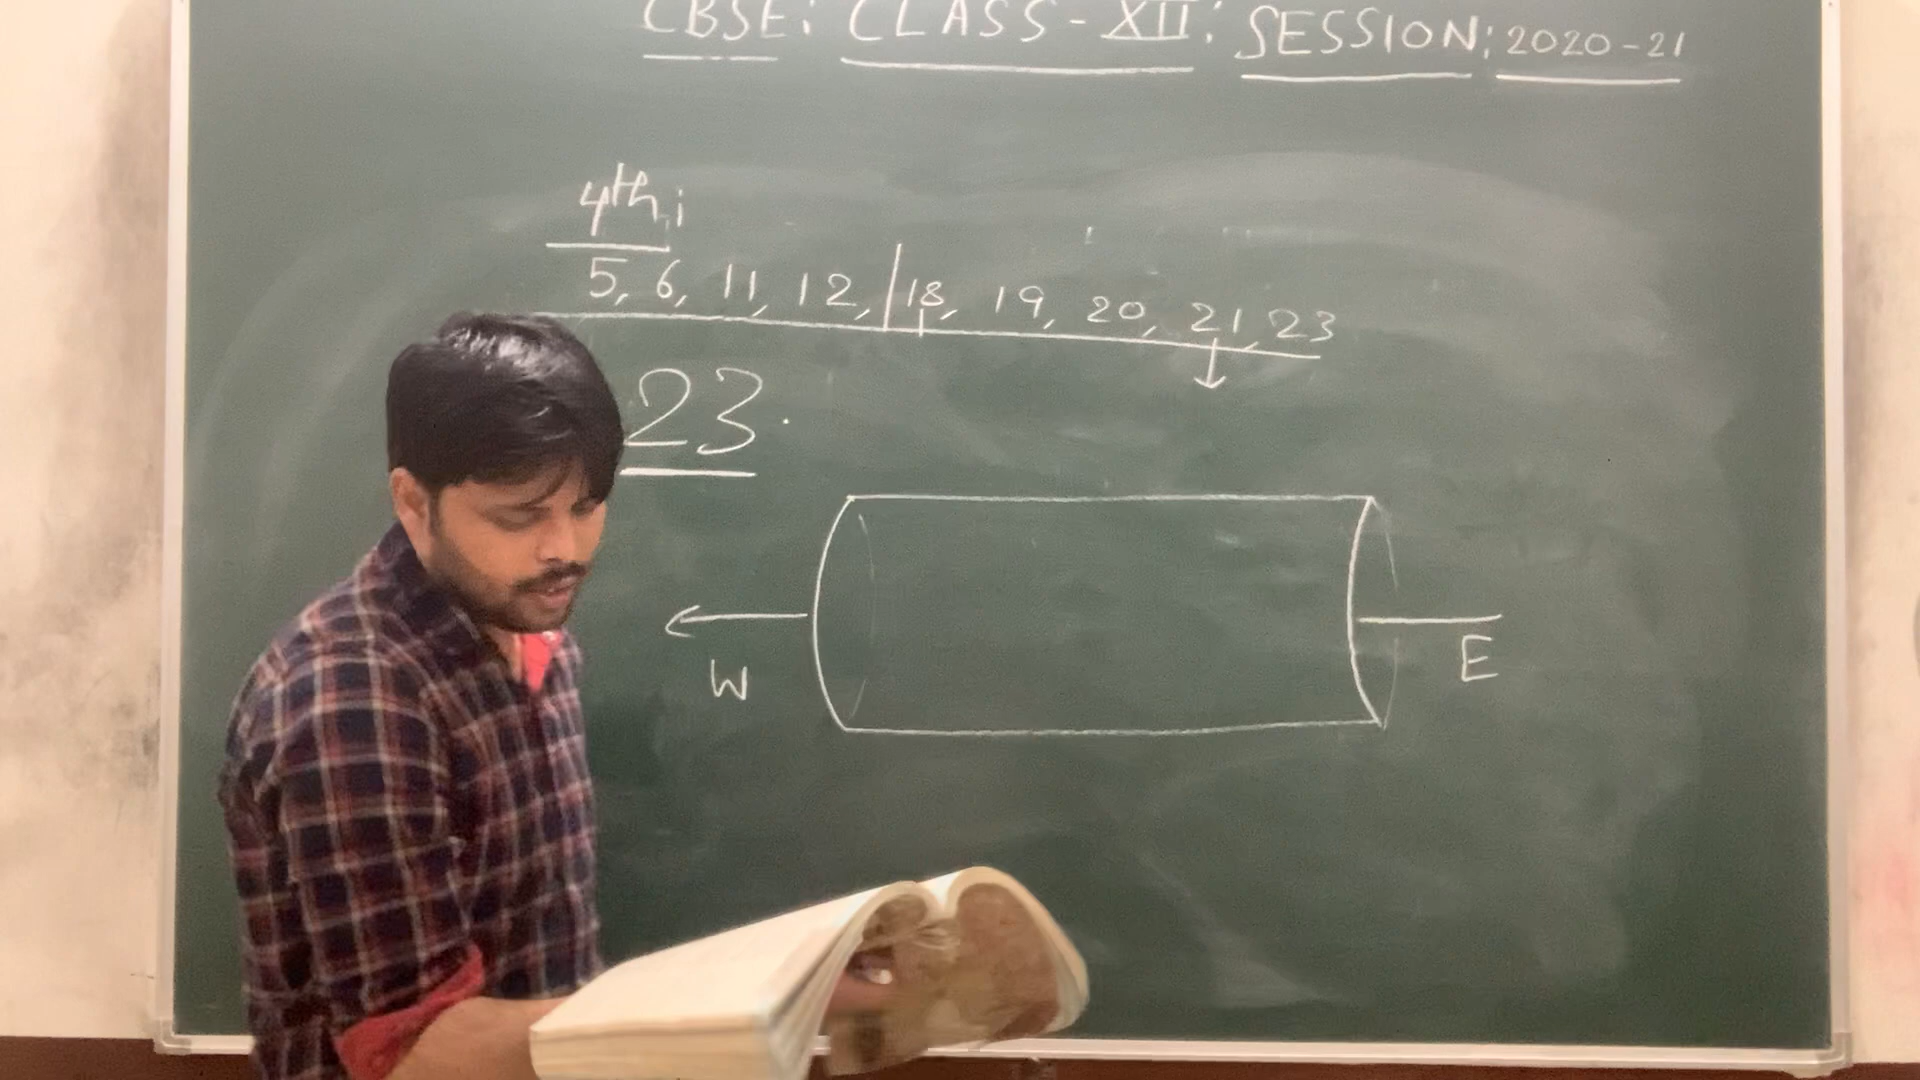 CBSE: CLASS-XII: SESSION: 2020-21
4th:
5, 6, 11, 12, 18, 19, 20, 21, 23
23.
W
E